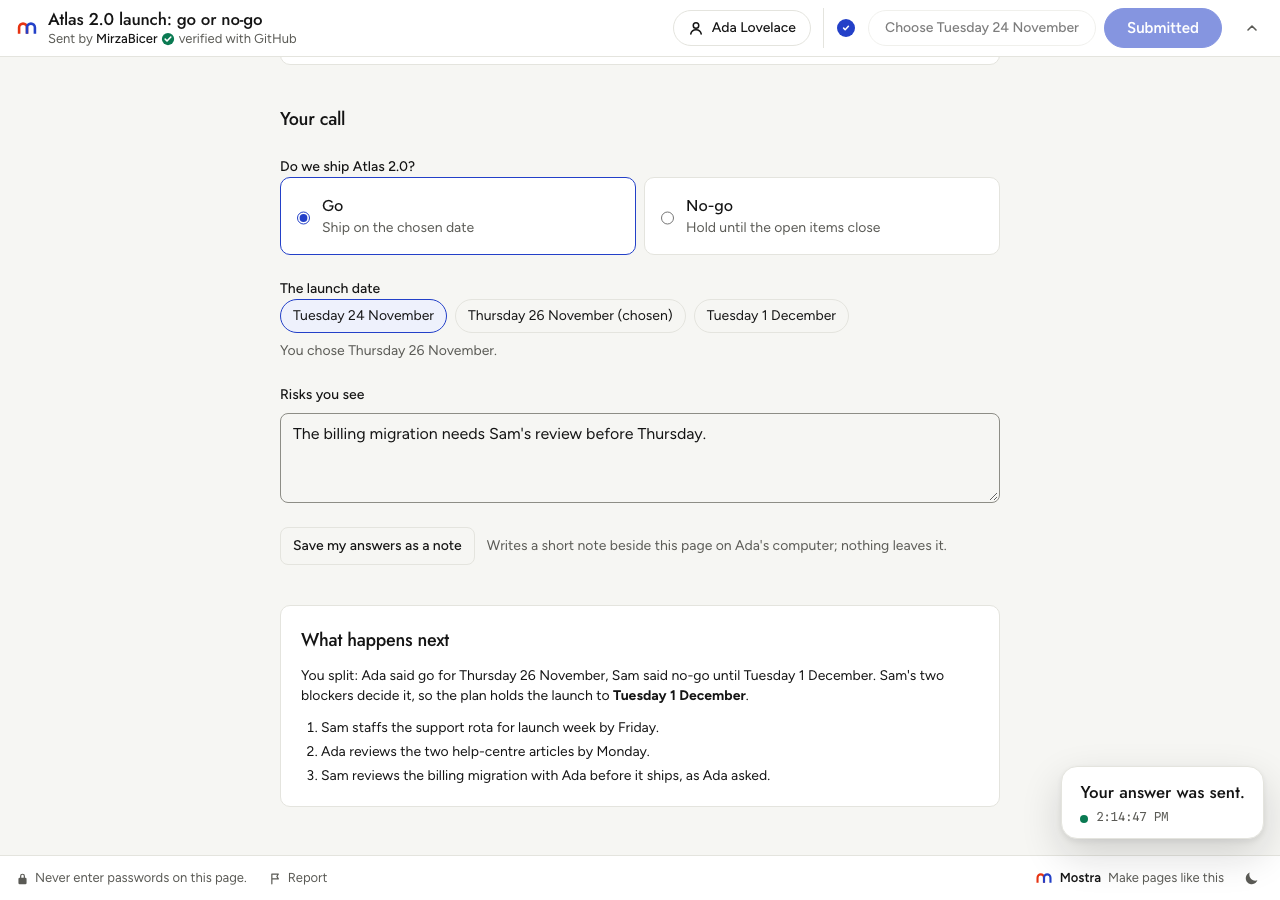 Atlas 2.0 launch: go or no-go
Sent by MirzaBicer verified with GitHub
Ada Lovelace
Choose Tuesday 24 November
Submitted
Your call
Do we ship Atlas 2.0?
Go
Ship on the chosen date
No-go
Hold until the open items close
The launch date
Tuesday 24 November
Thursday 26 November (chosen)
Tuesday 1 December
You chose Thursday 26 November.
Risks you see
The billing migration needs Sam's review before Thursday.
Save my answers as a note
Writes a short note beside this page on Ada's computer; nothing leaves it.
What happens next
You split: Ada said go for Thursday 26 November, Sam said no-go until Tuesday 1 December. Sam's two
blockers decide it, so the plan holds the launch to Tuesday 1 December.
1. Sam staffs the support rota for launch week by Friday.
2. Ada reviews the two help-centre articles by Monday.
3. Sam reviews the billing migration with Ada before it ships, as Ada asked.
Your answer was sent.
2:14:47 PM
Never enter passwords on this page.
Report
Mostra Make pages like this